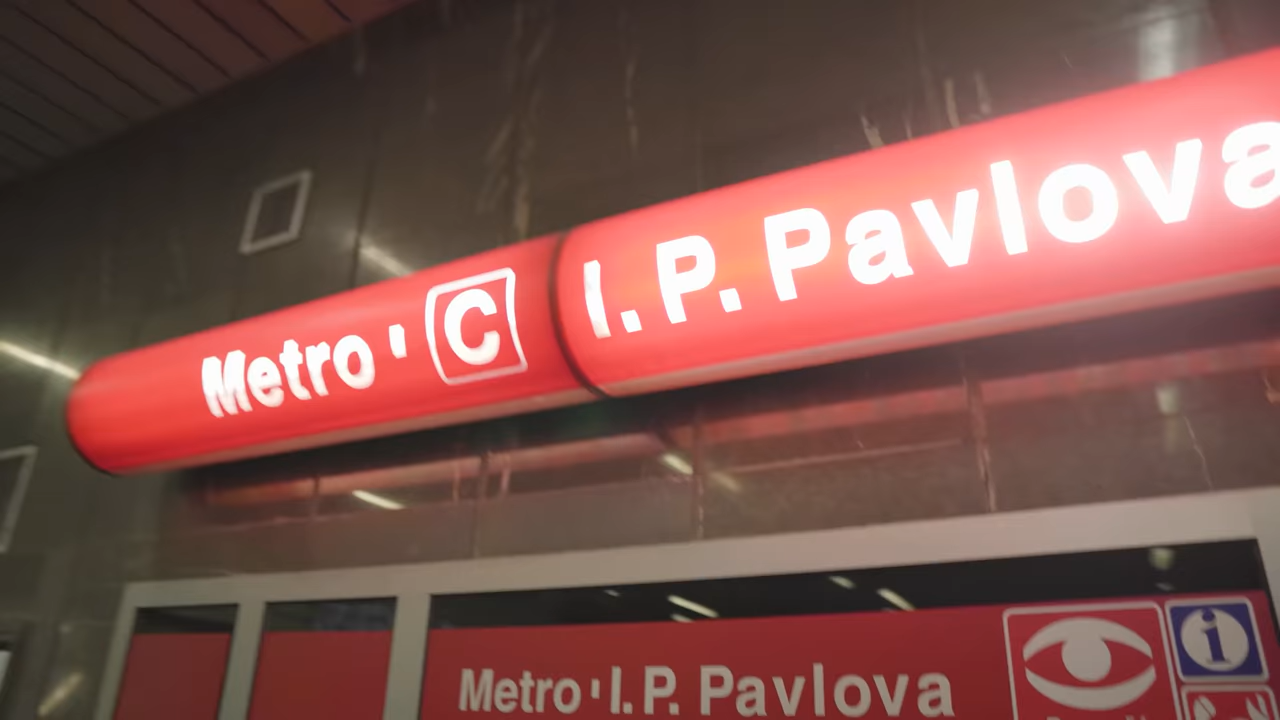 Metro ' C I. P. Pavlova
Metro ' I.P. Pavlova
i